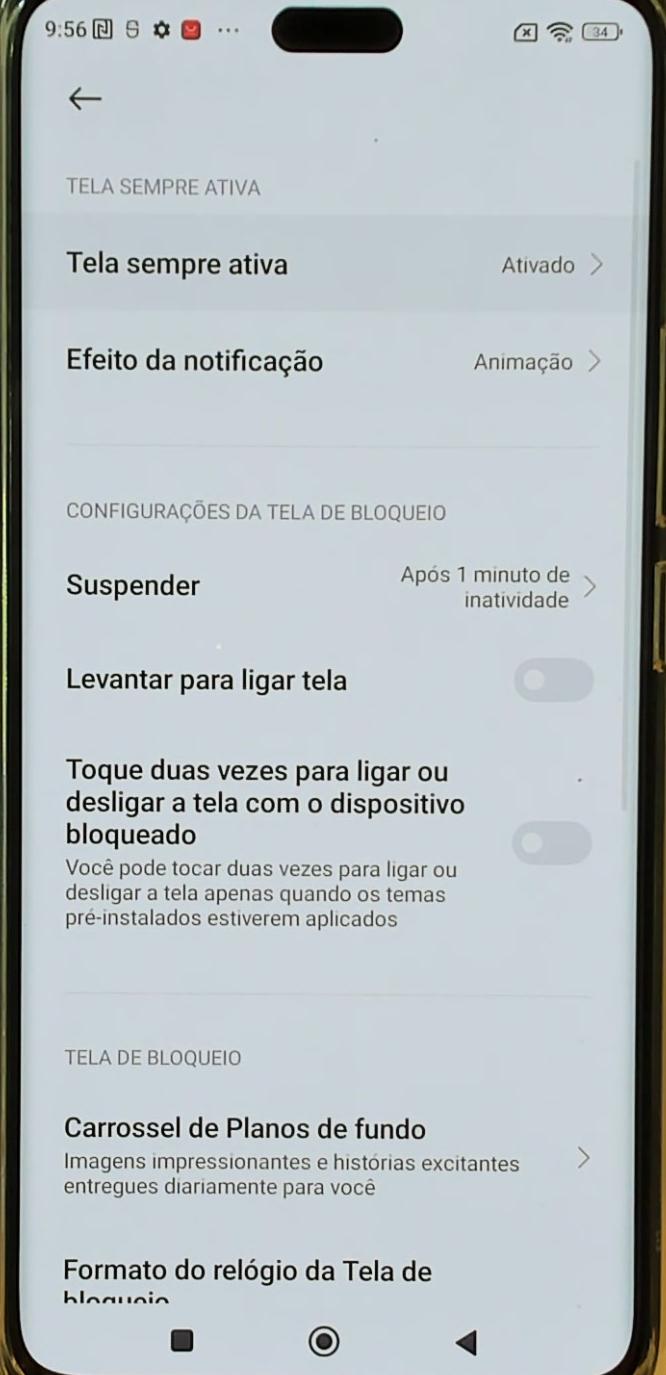 9:56
34
TELA SEMPRE ATIVA
Tela sempre ativa
Ativado
Efeito da notificação
Animação
CONFIGURAÇÕES DA TELA DE BLOQUEIO
Suspender
Após 1 minuto de
inatividade
Levantar para ligar tela
Toque duas vezes para ligar ou
desligar a tela com o dispositivo
bloqueado
Você pode tocar duas vezes para ligar ou
desligar a tela apenas quando os temas
pré-instalados estiverem aplicados
TELA DE BLOQUEIO
Carrossel de Planos de fundo
Imagens impressionantes e histórias excitantes
entregues diariamente para você
Formato do relógio da Tela de
bloqueio